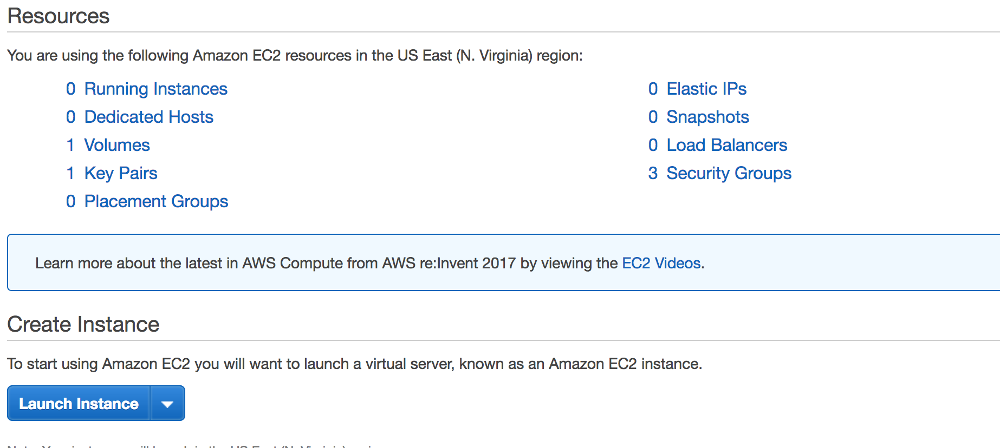 Resources
You are using the following Amazon EC2 resources in the US East (N. Virginia) region:
0 Running Instances
0 Dedicated Hosts
1 Volumes
1 Key Pairs
0 Placement Groups
0 Elastic IPs
0 Snapshots
0 Load Balancers
3 Security Groups
Learn more about the latest in AWS Compute from AWS re:Invent 2017 by viewing the EC2 Videos.
Create Instance
To start using Amazon EC2 you will want to launch a virtual server, known as an Amazon EC2 instance.
Launch Instance